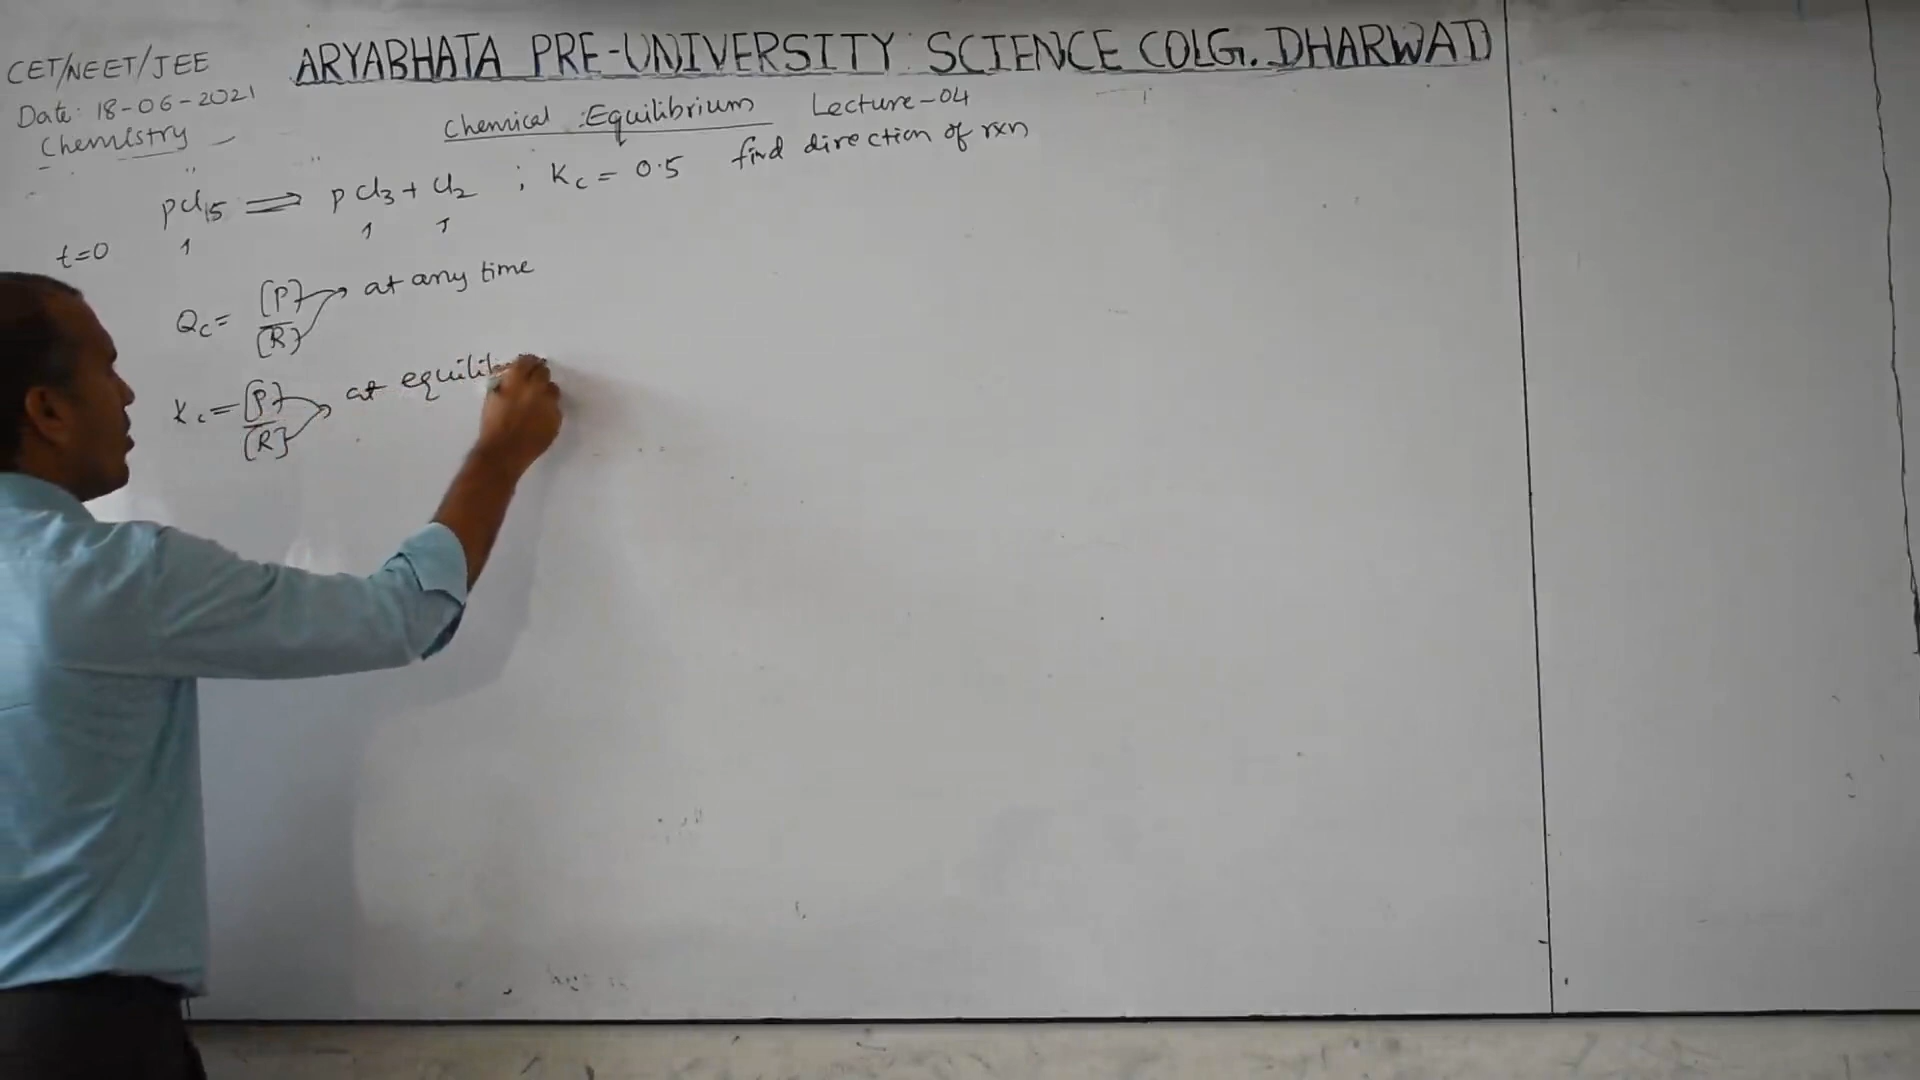 CET/NEET/JEE
ARYABHATA PRE-UNIVERSITY SCIENCE COLG. DHARWAD
Date: 18-06-2021
Chemistry
Chemical Equilibrium Lecture-04
pcl5 ⇌ pcl3 + cl2 ; Kc = 0.5 find direction of rxn
t=0 1 1 1
Qc = [P]/[R] → at any time
Kc = [P]/[R] → at